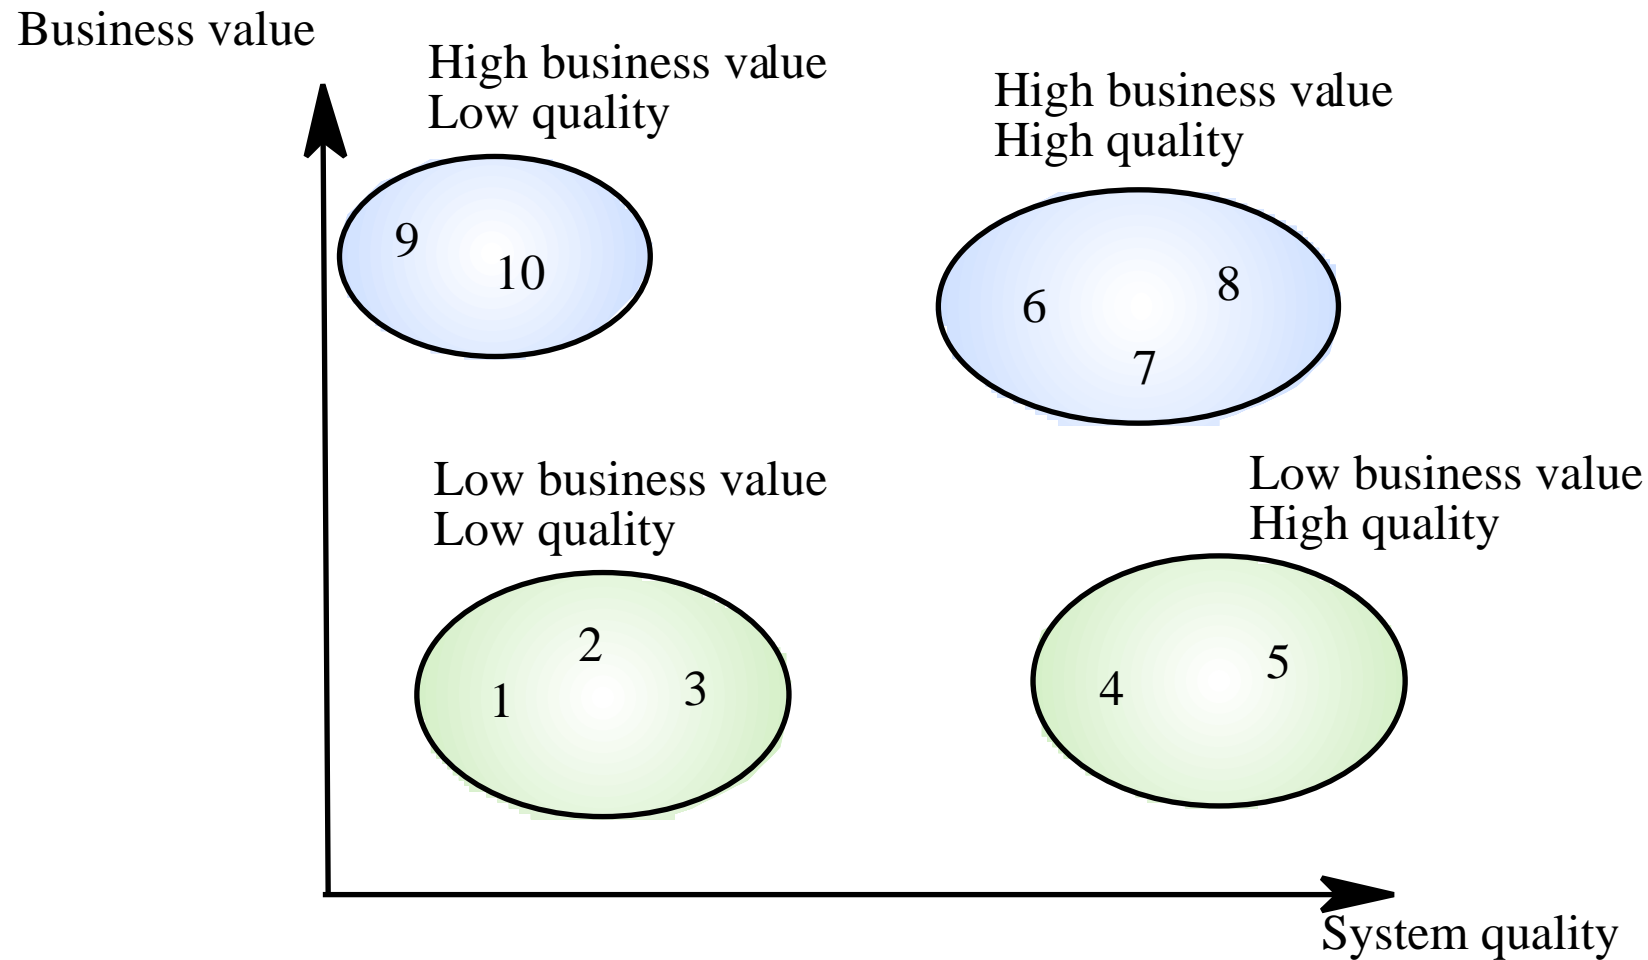 Business value
High business value
Low quality
High business value
High quality
9
10
6
8
7
Low business value
Low quality
Low business value
High quality
2
1
3
4
5
System quality